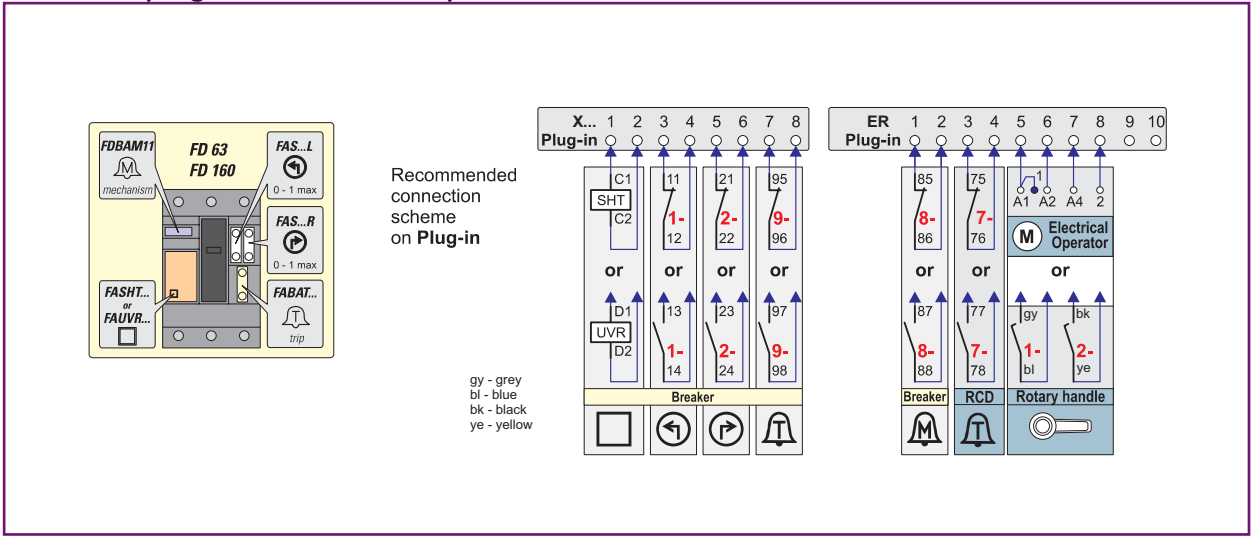 FDBAM11
mechanism
FD 63
FD 160
FAS...L
0 - 1 max
FAS...R
0 - 1 max
FASHT...
or
FAUVR...
FABAT...
T
trip
M
Recommended
connection
scheme
on Plug-in
gy - grey
bl - blue
bk - black
ye - yellow
X... 1 2 3 4 5 6 7 8
Plug-in
C1 11 21 95
SHT
1- 2- 9-
C2 12 22 96
or or or or
D1 13 23 97
UVR
1- 2- 9-
D2 14 24 98
Breaker
T
ER 1 2 3 4 5 6 7 8 9 10
Plug-in
85 75 1
A1 A2 A4 2
8- 7-
86 76
M Electrical
Operator
or or or
87 77 gy bk
8- 7- 1- 2-
88 78 bl ye
Breaker RCD Rotary handle
M T